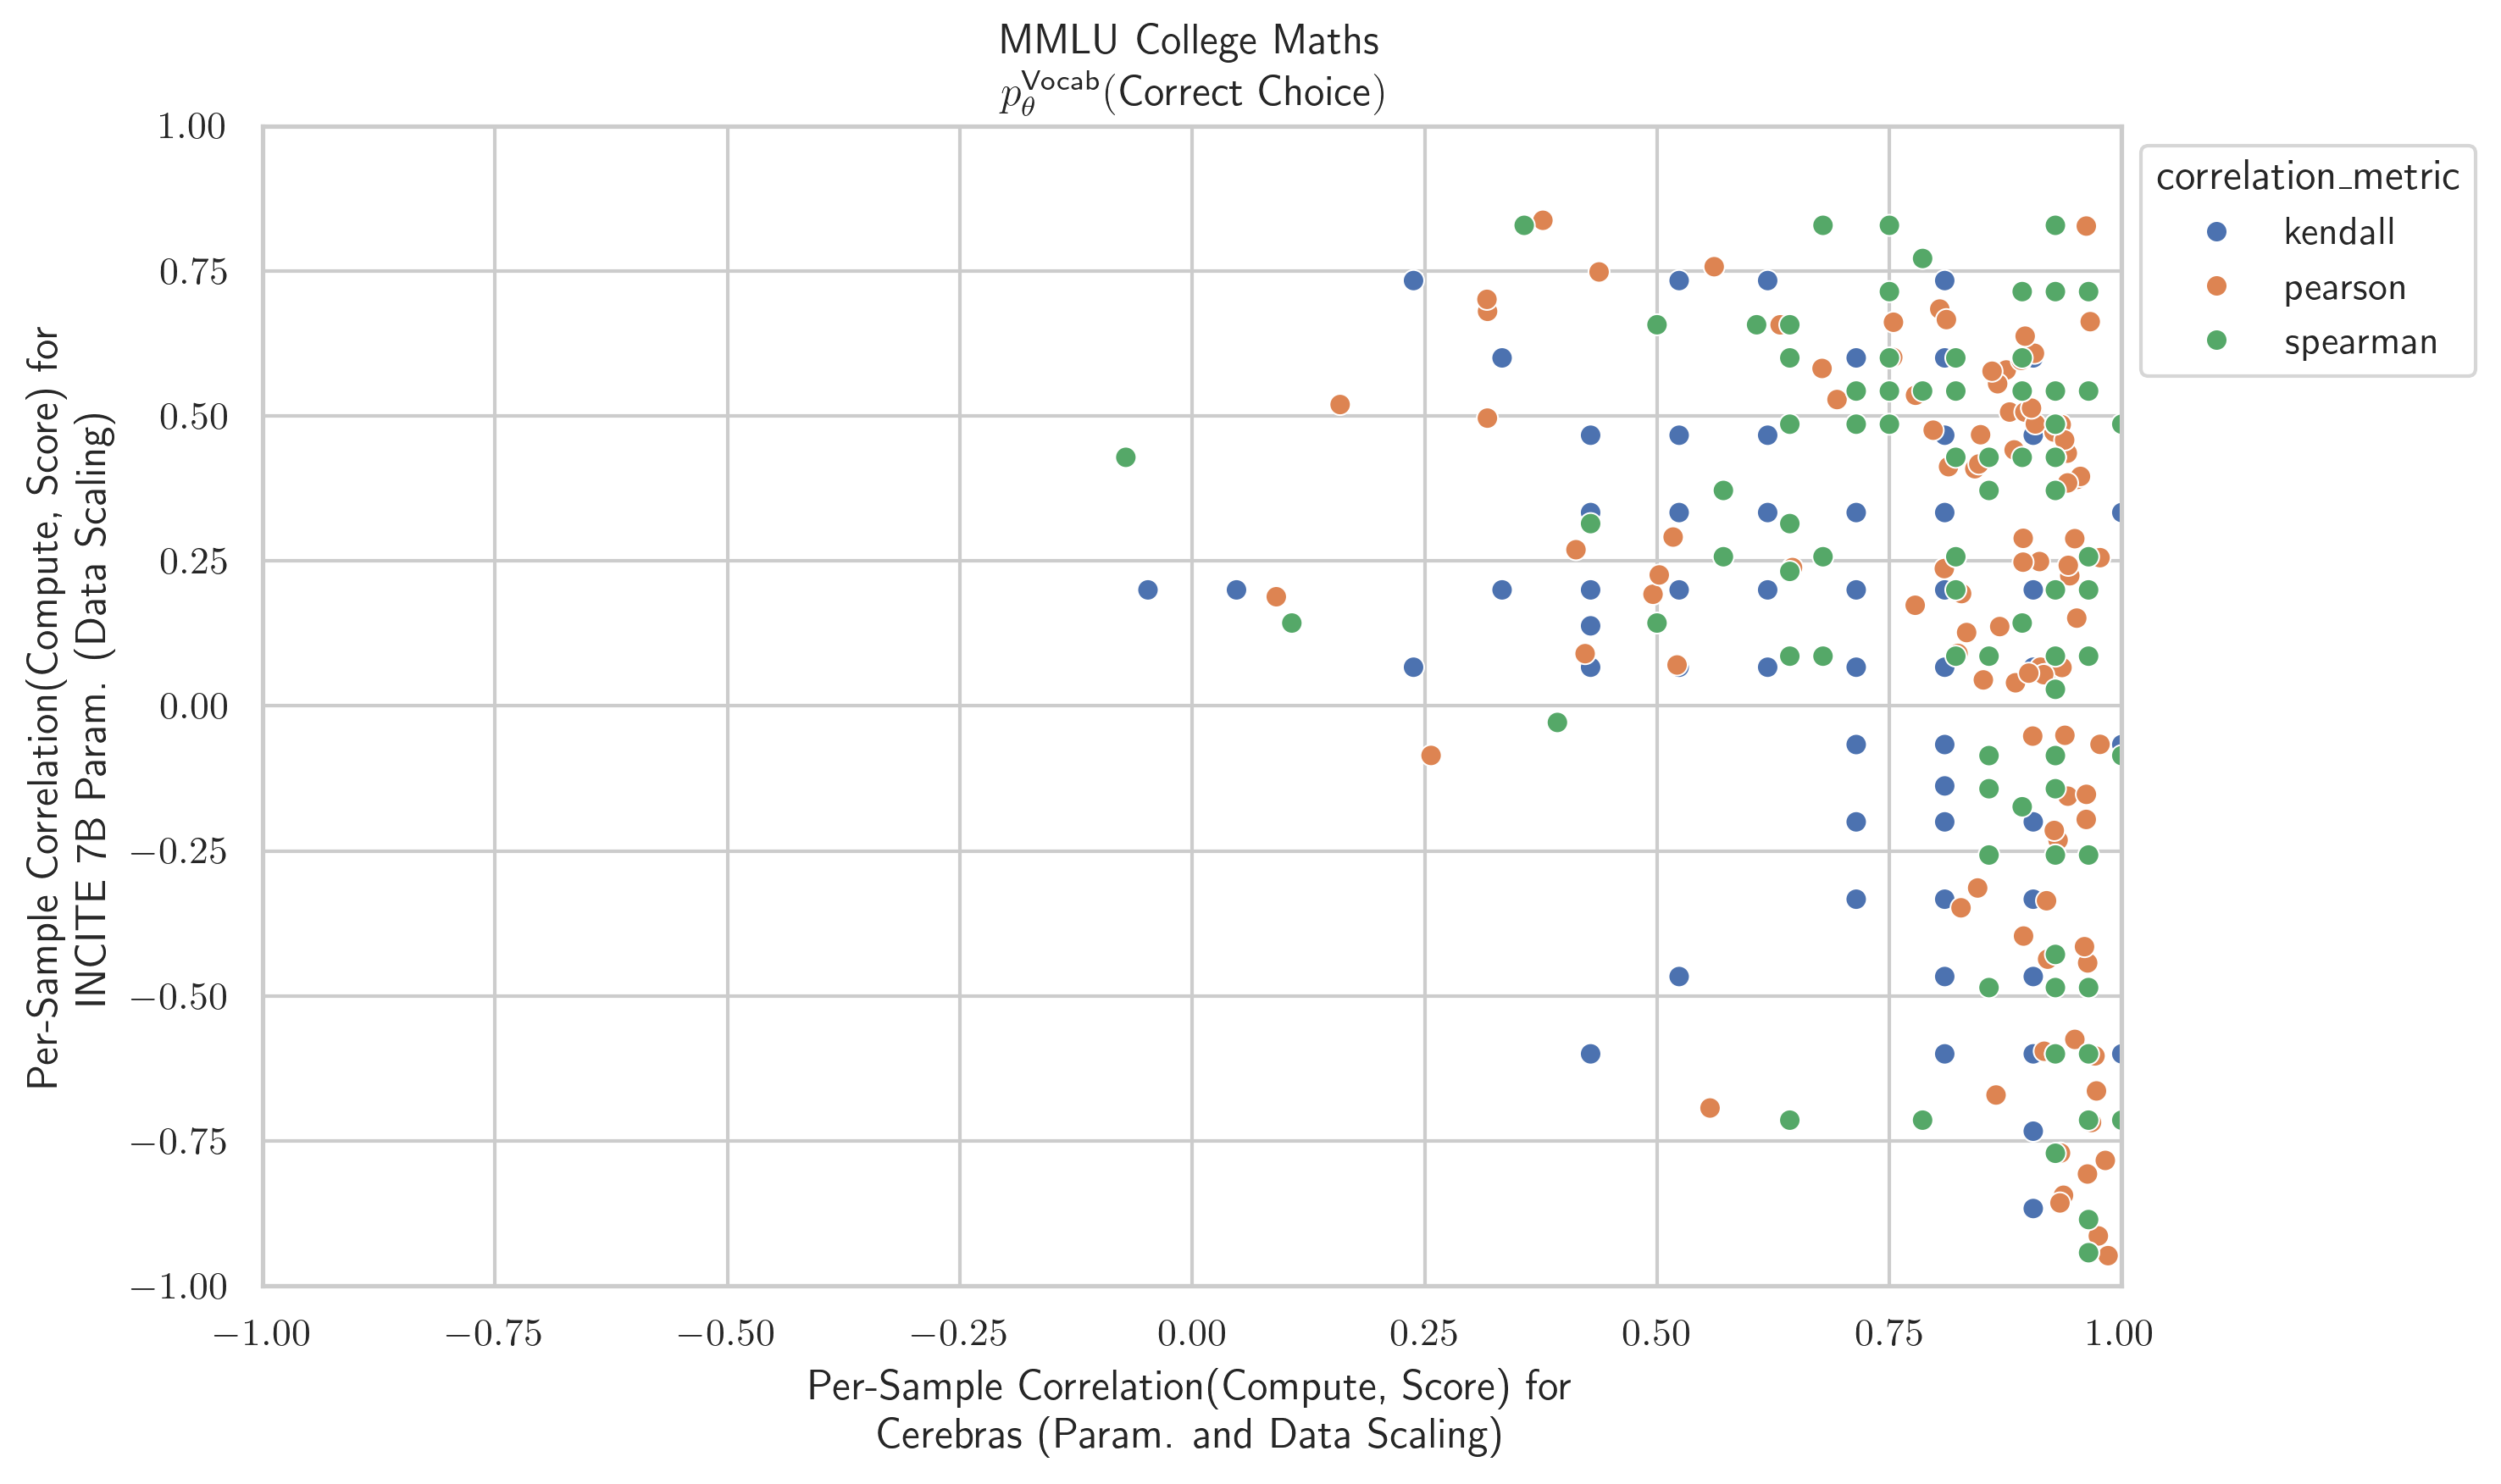 MMLU College Maths
p_θ^Vocab(Correct Choice)
1.00
0.75
0.50
0.25
0.00
−0.25
−0.50
−0.75
−1.00
Per-Sample Correlation(Compute, Score) for
INCITE 7B Param. (Data Scaling)
−1.00 −0.75 −0.50 −0.25 0.00 0.25 0.50 0.75 1.00
Per-Sample Correlation(Compute, Score) for
Cerebras (Param. and Data Scaling)
correlation_metric
kendall
pearson
spearman